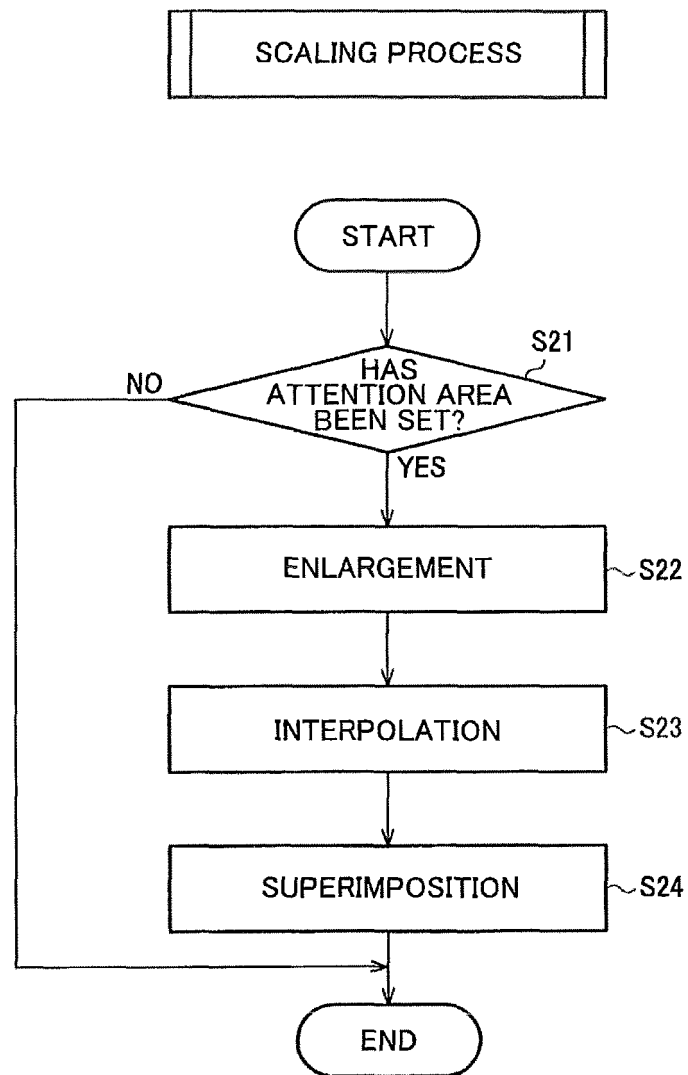 SCALING PROCESS
START
S21
HAS
ATTENTION AREA
BEEN SET?
NO
YES
ENLARGEMENT
S22
INTERPOLATION
S23
SUPERIMPOSITION
S24
END